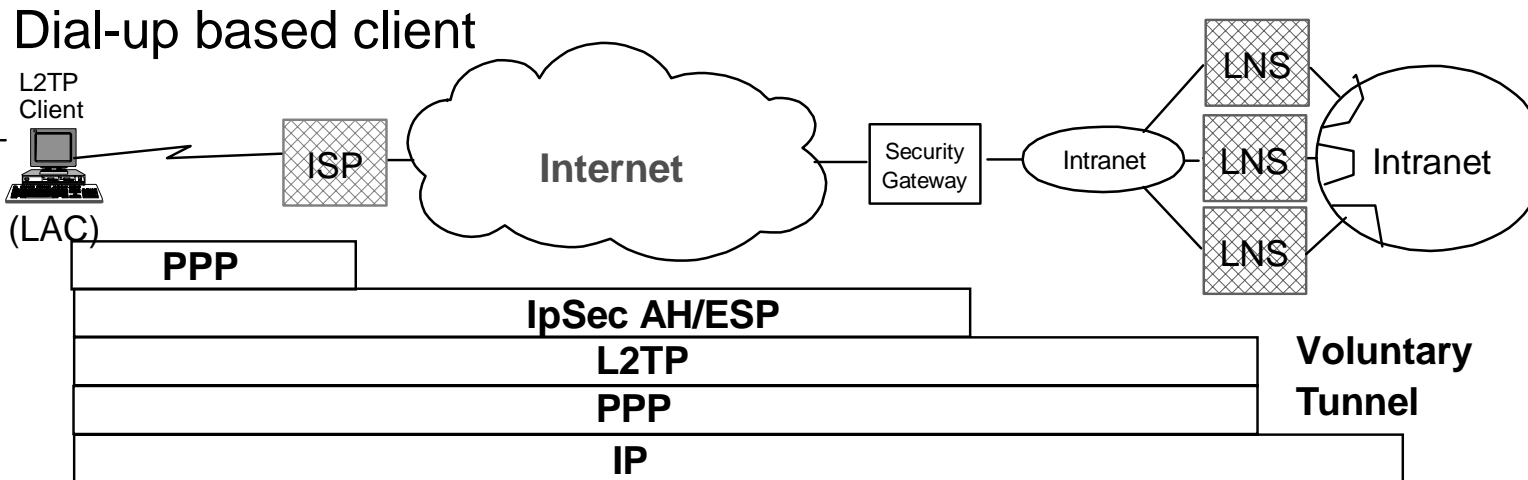 Dial-up based client
L2TP
Client
(LAC)
ISP
Internet
Security
Gateway
Intranet
LNS
LNS
LNS
Intranet
PPP
IpSec AH/ESP
L2TP
PPP
IP
Voluntary
Tunnel